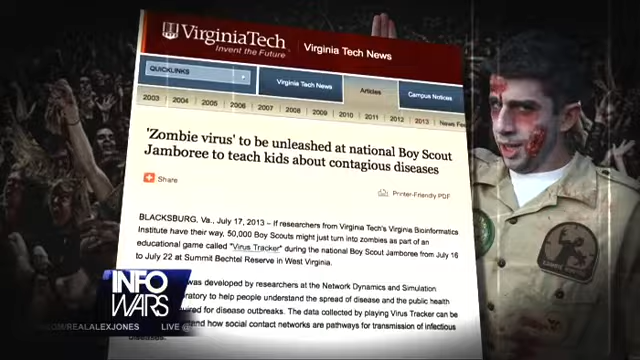 VirginiaTech
Invent the Future
Virginia Tech News
QUICKLINKS
Virginia Tech News
Articles
Campus Notices
2003 2004 2005 2006 2007 2008 2009 2010 2011 2012 2013 News
'Zombie virus' to be unleashed at national Boy Scout
Jamboree to teach kids about contagious diseases
Share
Printer-Friendly PDF
BLACKSBURG, Va., July 17, 2013 – If researchers from Virginia Tech's Virginia Bioinformatics
Institute have their way, 50,000 Boy Scouts might just turn into zombies as part of an
educational game called "Virus Tracker" during the national Boy Scout Jamboree from July 16
to July 22 at Summit Bechtel Reserve in West Virginia.
was developed by researchers at the Network Dynamics and Simulation
to help people understand the spread of disease and the public health
for disease outbreaks. The data collected by playing Virus Tracker can be
and how social contact networks are pathways for transmission of infectious
diseases.
INFO
WARS
REALALEXJONES LIVE @